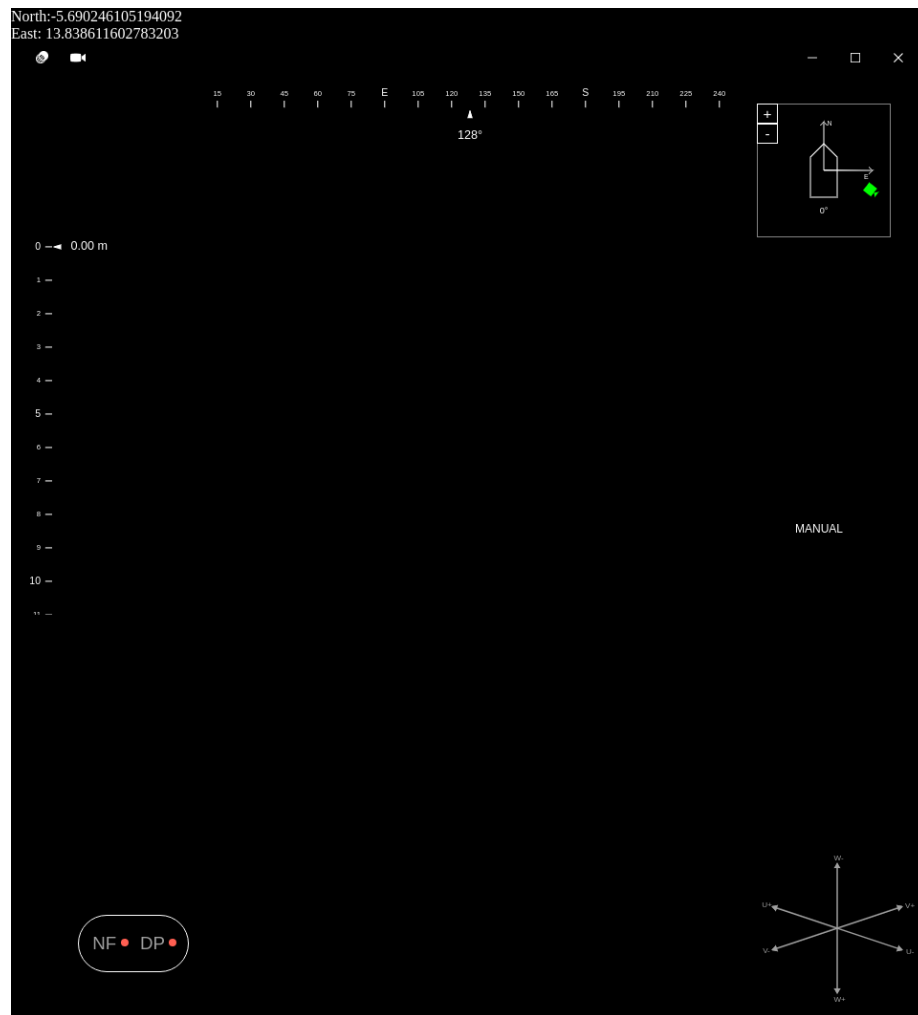 North:-5.690246105194092
East: 13.838611602783203
15 30 45 60 75 E 105 120 135 150 165 S 195 210 225 240
128°
+
-
N
E
0°
0 0.00 m
1
2
3
4
5
6
7
8
9
10
11
MANUAL
W-
U+ V+
V- U-
W+
NF DP